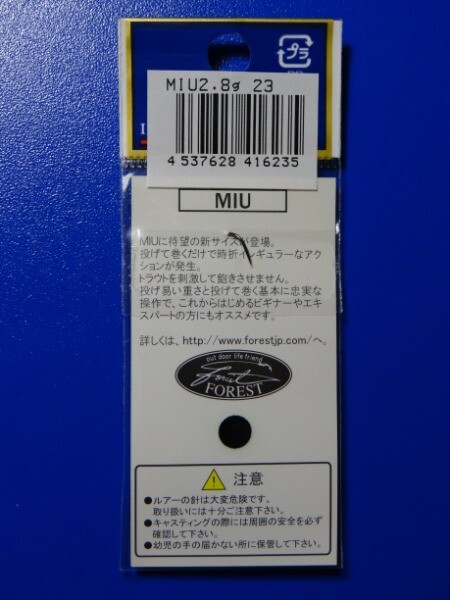 プラ
MIU2.8g 23
4 537628 416235
MIU
MIUに待望の新サイズが登場。
投げて巻くだけで時折イレギュラーなアク
ションが発生。
トラウトを刺激して飽きさせません。
投げ易い重さと投げて巻く基本に忠実な
操作で、これからはじめるビギナーやエキ
スパートの方にもオススメです。
詳しくは、http://www.forestjp.com/へ。
out door life friend
Forest
FOREST
注意
●ルアーの針は大変危険です。
取り扱いには十分ご注意下さい。
●キャスティングの際には周囲の安全を必ず
確認して下さい。
●幼児の手の届かない所に保管して下さい。